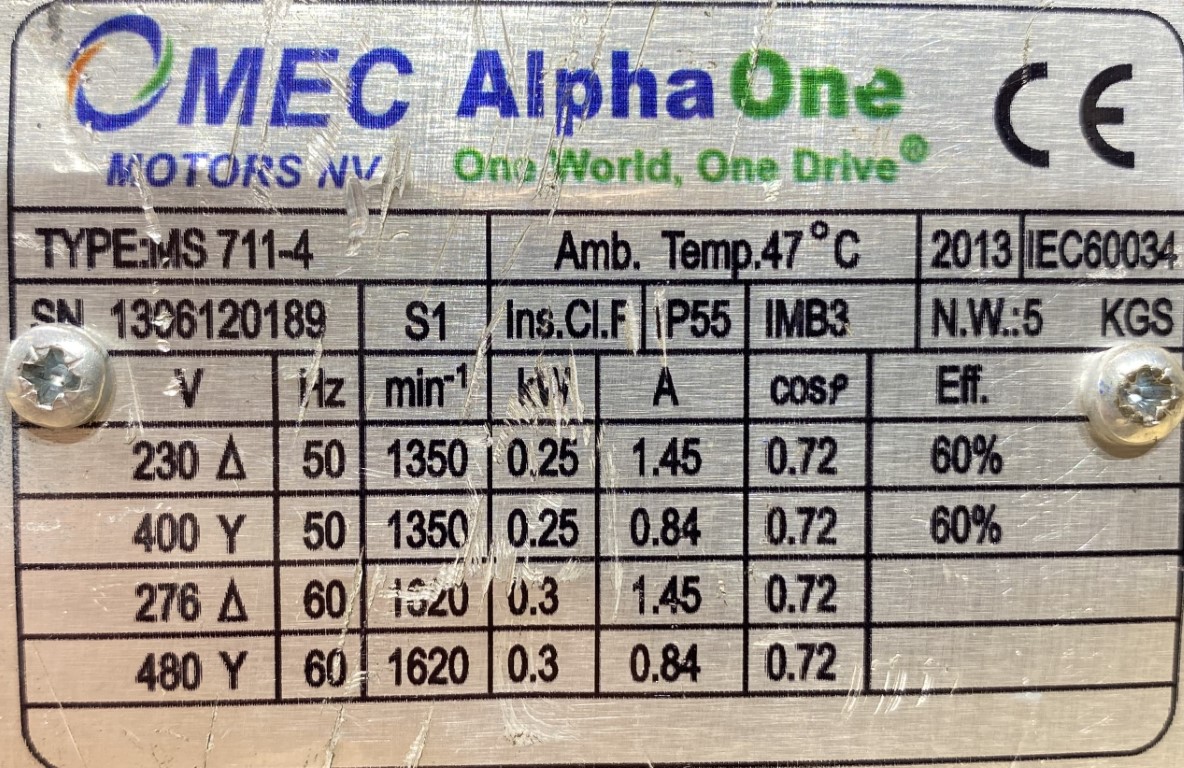 OMEC AlphaOne CE
MOTORS NV One World, One Drive®
TYPE:MS 711-4 Amb. Temp.47°C 2013 IEC60034
SN 1306120189 S1 Ins.Cl.F IP55 IMB3 N.W.:5 KGS
V Hz min⁻¹ kW A cosφ Eff.
230 Δ 50 1350 0.25 1.45 0.72 60%
400 Y 50 1350 0.25 0.84 0.72 60%
276 Δ 60 1620 0.3 1.45 0.72
480 Y 60 1620 0.3 0.84 0.72